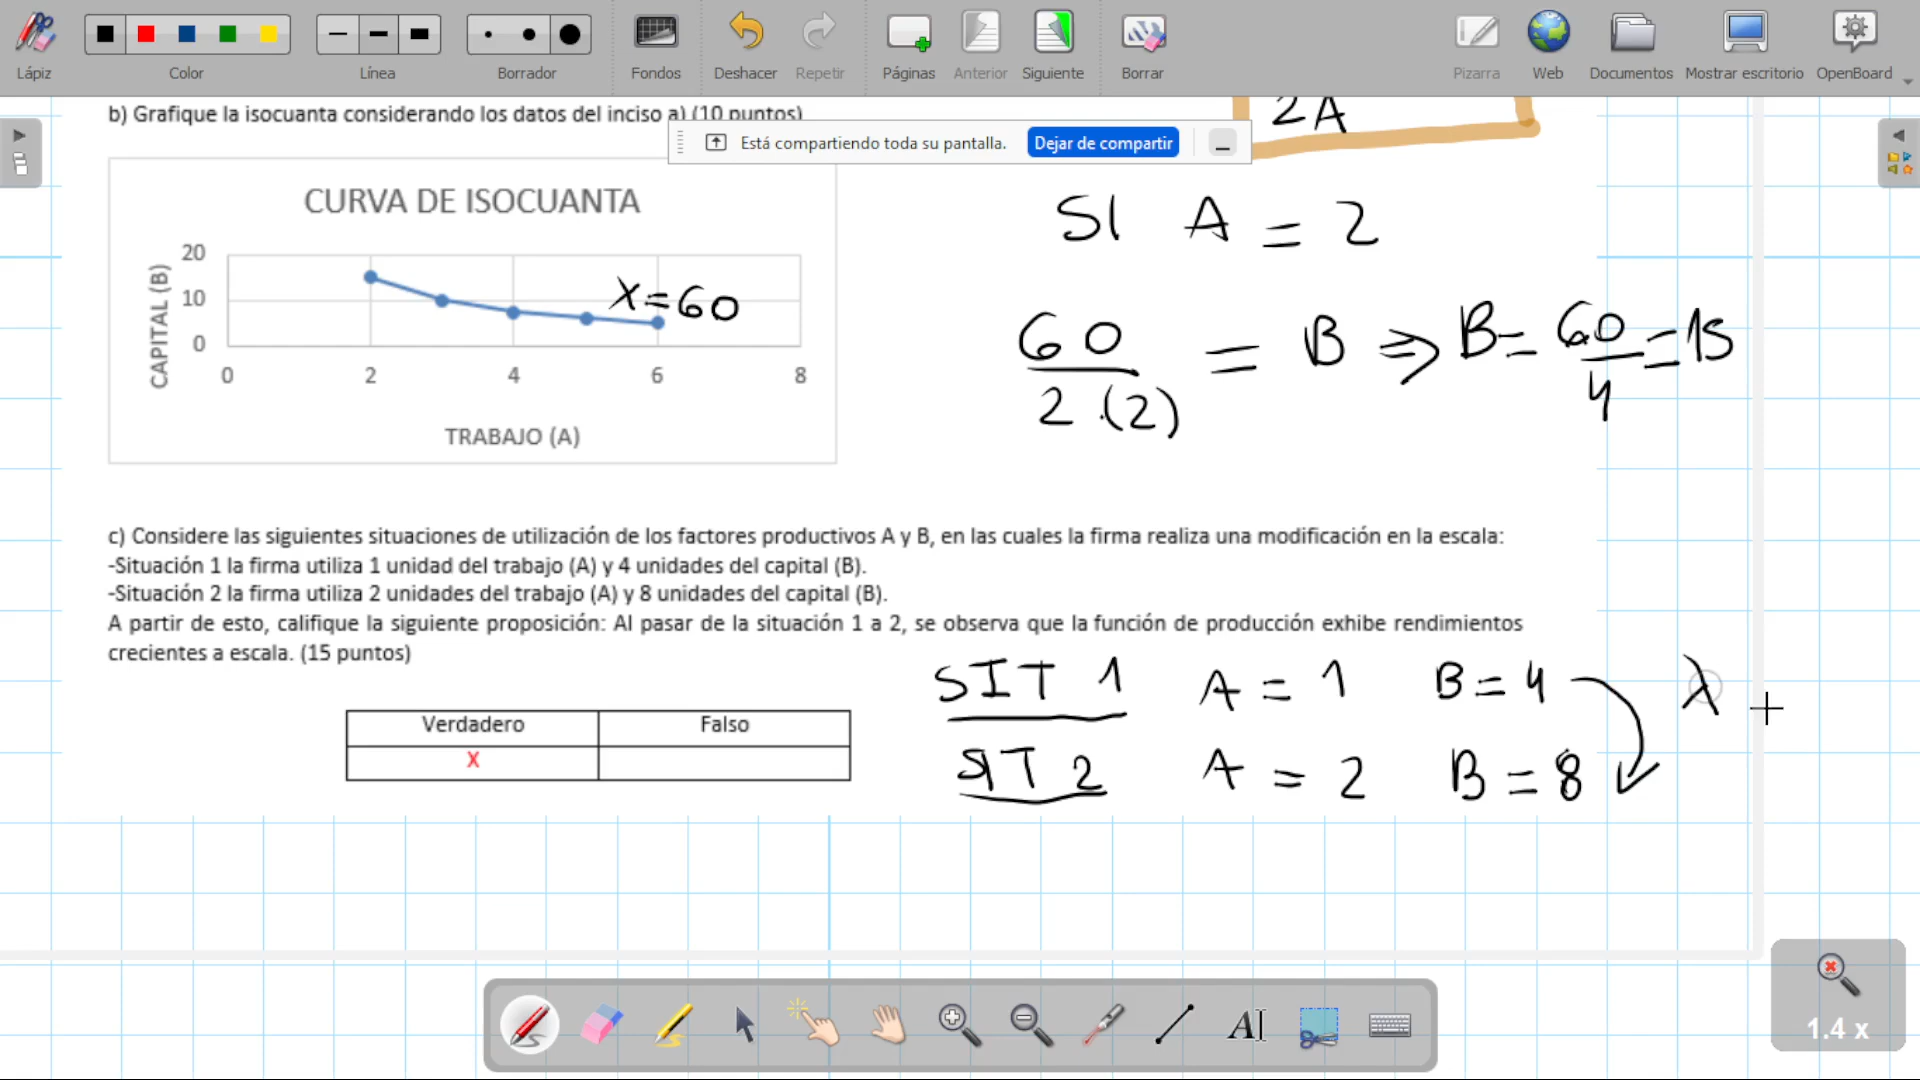 Lápiz Color Línea Borrador Fondos Deshacer Repetir Páginas Anterior Siguiente Borrar Pizarra Web Documentos Mostrar escritorio OpenBoard
b) Grafique la isocuanta considerando los datos del inciso a) (10 puntos)
2A
Está compartiendo toda su pantalla. Dejar de compartir
CURVA DE ISOCUANTA
CAPITAL (B)
20
10
0
0 2 4 6 8
TRABAJO (A)
X=60
SI A = 2
60/2.(2) = B => B= 60/4 = 15
c) Considere las siguientes situaciones de utilización de los factores productivos A y B, en las cuales la firma realiza una modificación en la escala:
-Situación 1 la firma utiliza 1 unidad del trabajo (A) y 4 unidades del capital (B).
-Situación 2 la firma utiliza 2 unidades del trabajo (A) y 8 unidades del capital (B).
A partir de esto, califique la siguiente proposición: Al pasar de la situación 1 a 2, se observa que la función de producción exhibe rendimientos
crecientes a escala. (15 puntos)
SIT 1 A = 1 B = 4 λ
SIT 2 A = 2 B = 8
Verdadero Falso
X
1.4 x